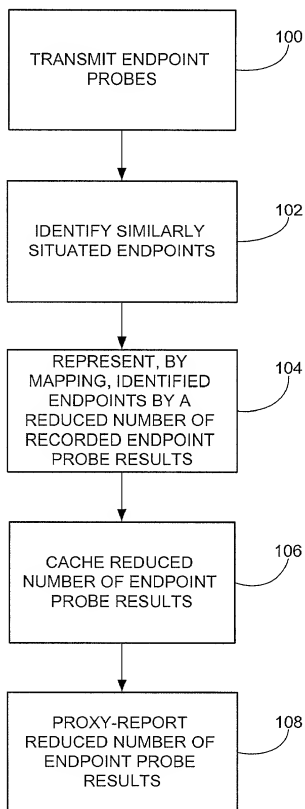 TRANSMIT ENDPOINT
PROBES
100
IDENTIFY SIMILARLY
SITUATED ENDPOINTS
102
REPRESENT, BY
MAPPING, IDENTIFIED
ENDPOINTS BY A
REDUCED NUMBER OF
RECORDED ENDPOINT
PROBE RESULTS
104
CACHE REDUCED
NUMBER OF ENDPOINT
PROBE RESULTS
106
PROXY-REPORT
REDUCED NUMBER OF
ENDPOINT PROBE
RESULTS
108